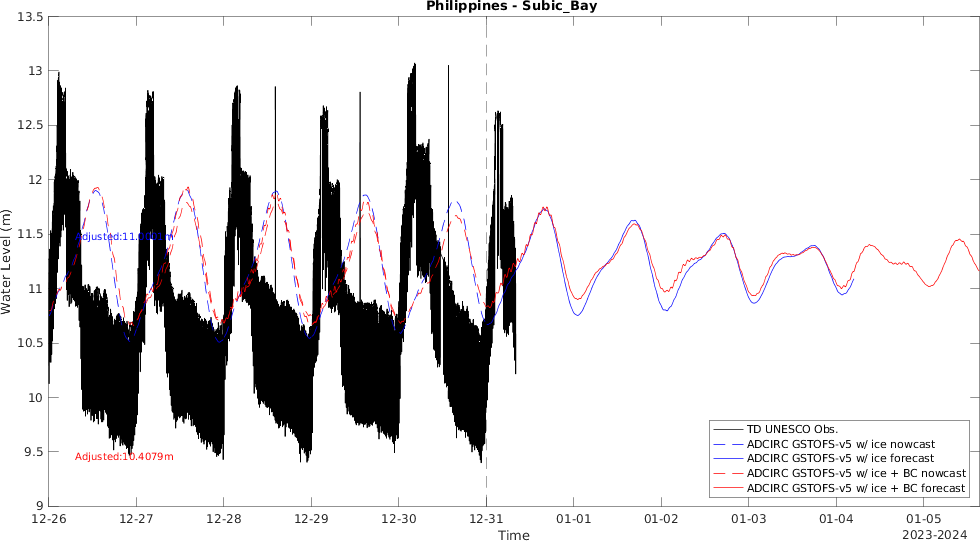 Philippines - Subic_Bay
13.5
13
12.5
12
11.5
11
10.5
10
9.5
9
Water Level (m)
Adjusted:10.4079m
TD UNESCO Obs.
ADCIRC GSTOFS-v5 w/ ice nowcast
ADCIRC GSTOFS-v5 w/ ice forecast
ADCIRC GSTOFS-v5 w/ ice + BC nowcast
ADCIRC GSTOFS-v5 w/ ice + BC forecast
12-26 12-27 12-28 12-29 12-30 12-31 01-01 01-02 01-03 01-04 01-05
Time
2023-2024